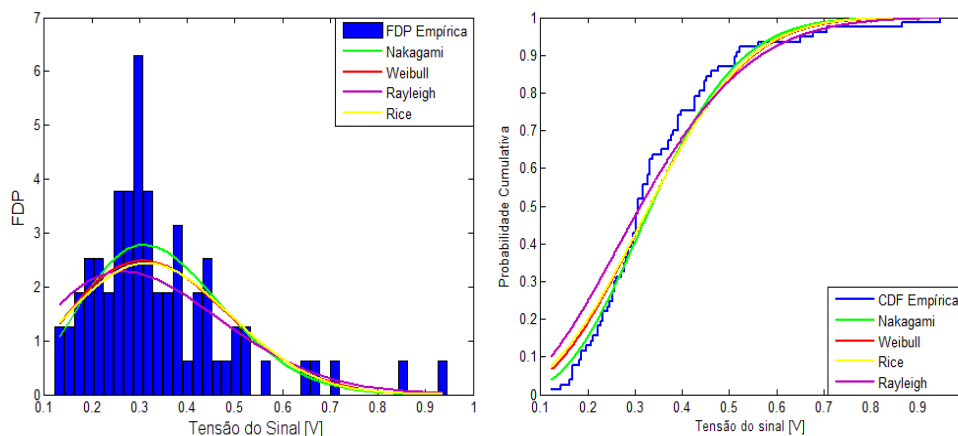 FDP Empírica
Nakagami
Weibull
Rayleigh
Rice
FDP
7
6
5
4
3
2
1
0
0.1 0.2 0.3 0.4 0.5 0.6 0.7 0.8 0.9 1
Tensão do Sinal [V]
Probabilidade Cumulativa
1
0.9
0.8
0.7
0.6
0.5
0.4
0.3
0.2
0.1
0
CDF Empírica
Nakagami
Weibull
Rice
Rayleigh
0.1 0.2 0.3 0.4 0.5 0.6 0.7 0.8 0.9
Tensão do sinal [V]